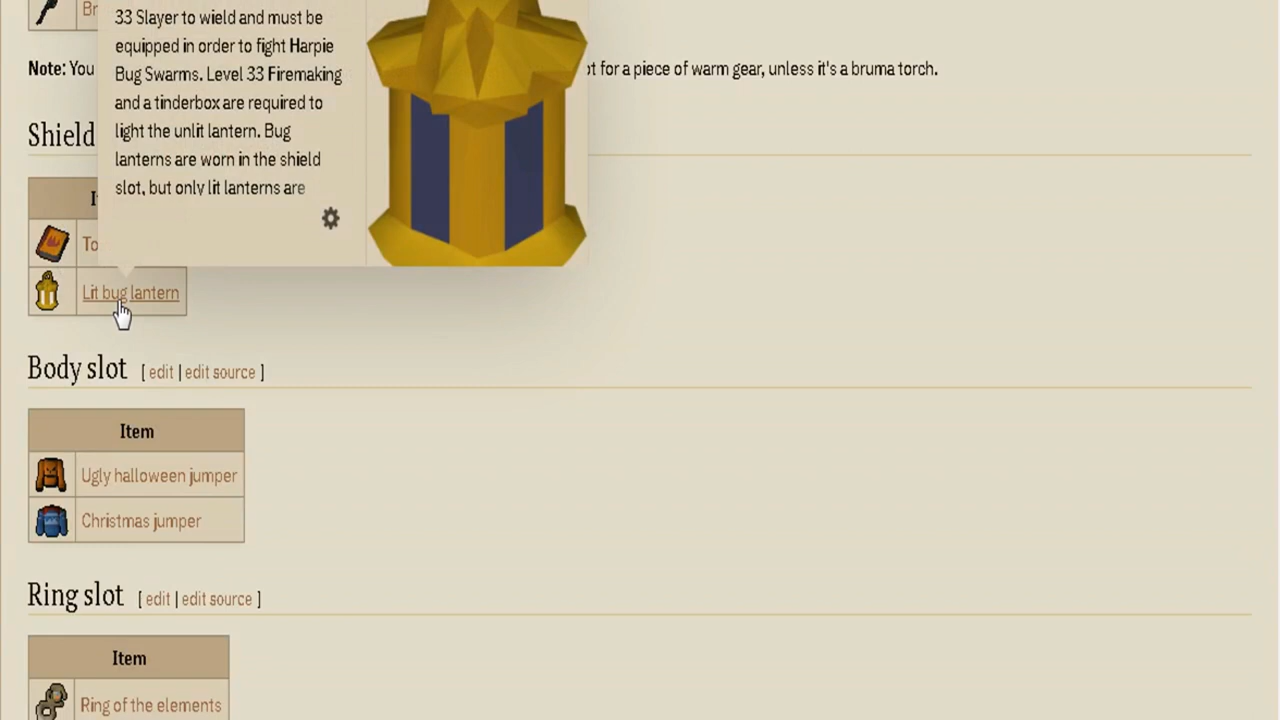 Br
33 Slayer to wield and must be
equipped in order to fight Harpie
Bug Swarms. Level 33 Firemaking
and a tinderbox are required to
light the unlit lantern. Bug
lanterns are worn in the shield
slot, but only lit lanterns are
Note: You
ot for a piece of warm gear, unless it's a bruma torch.
Shield
I
To
Lit bug lantern
Body slot [ edit | edit source ]
Item
Ugly halloween jumper
Christmas jumper
Ring slot [ edit | edit source ]
Item
Ring of the elements